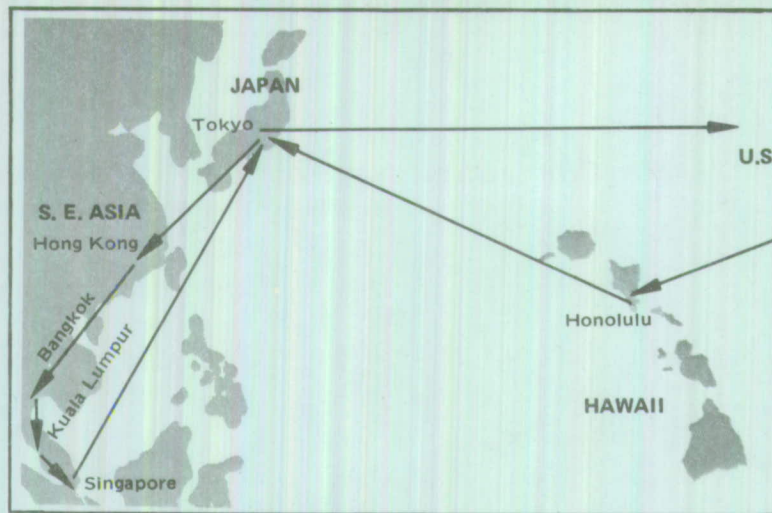 JAPAN
Tokyo
U.S
S. E. ASIA
Hong Kong
Bangkok
Kuala Lumpur
Honolulu
HAWAII
Singapore